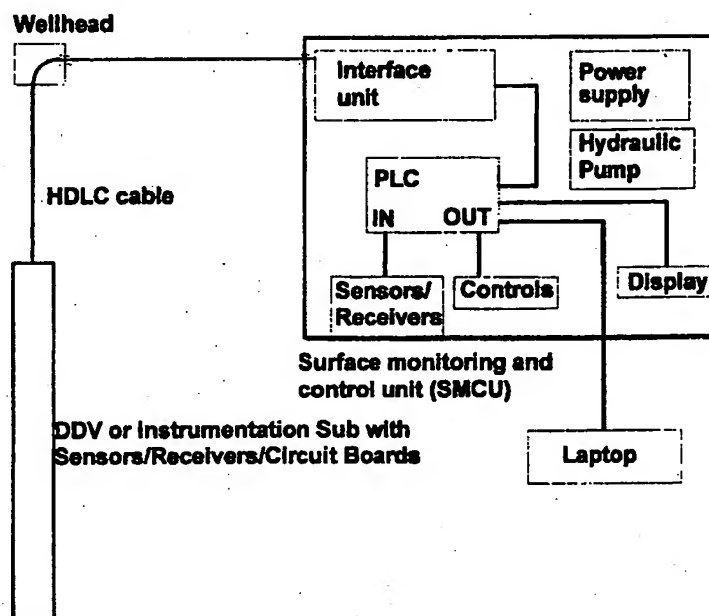 Wellhead
Interface
unit
Power
supply
Hydraulic
Pump
PLC
IN OUT
HDLC cable
Sensors/
Receivers
Controls
Display
Surface monitoring and
control unit (SMCU)
DDV or Instrumentation Sub with
Sensors/Receivers/Circuit Boards
Laptop